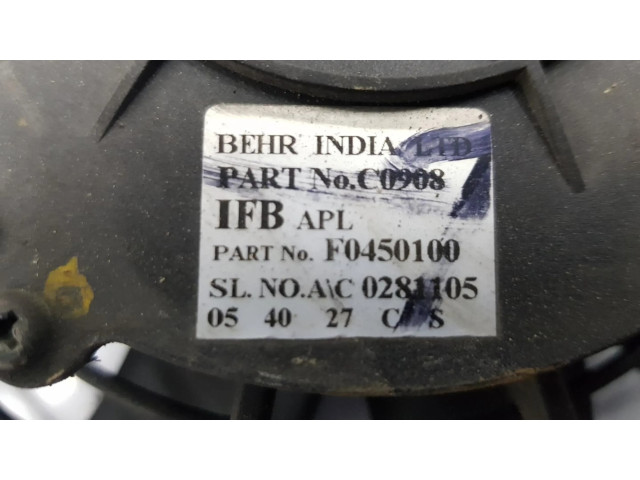 BEHR INDIA LTD
PART No.C0908
IFB APL
PART No. F0450100
SL. NO.A\C 0281105
05 40 27 C S